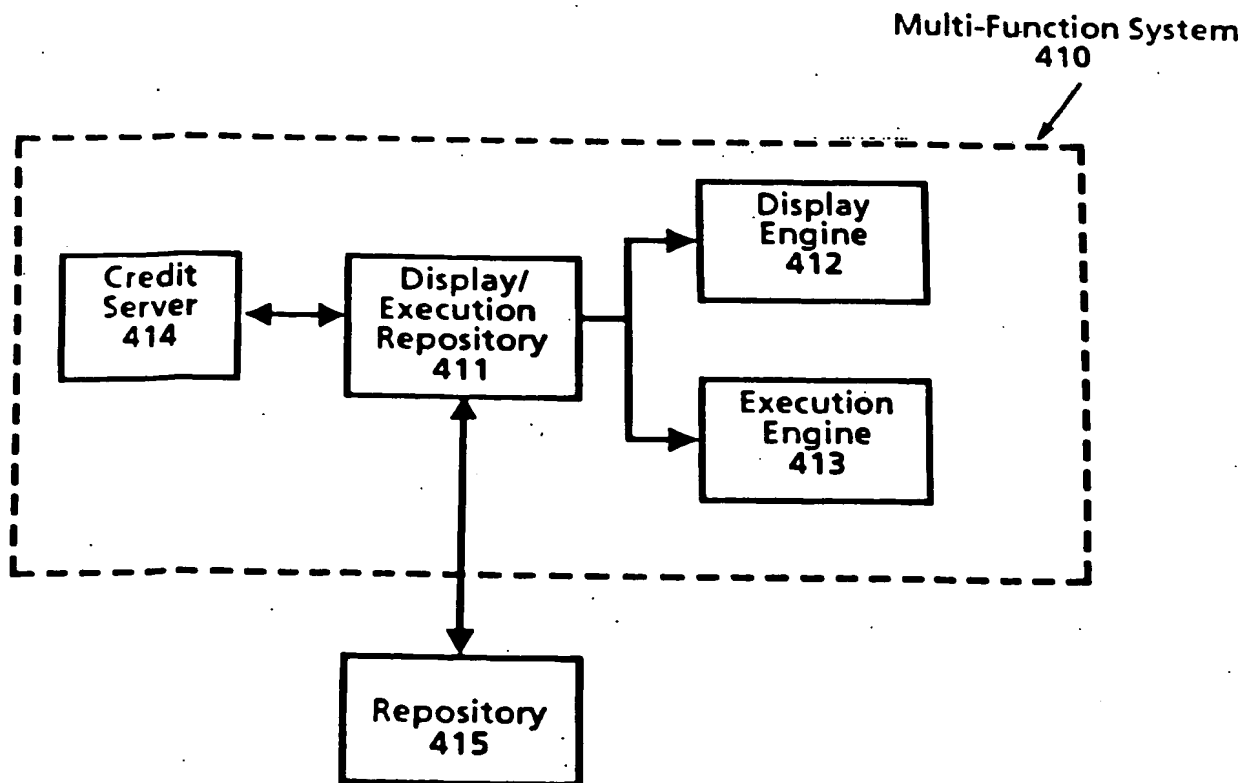 Multi-Function System
410
Credit
Server
414
Display/
Execution
Repository
411
Display
Engine
412
Execution
Engine
413
Repository
415